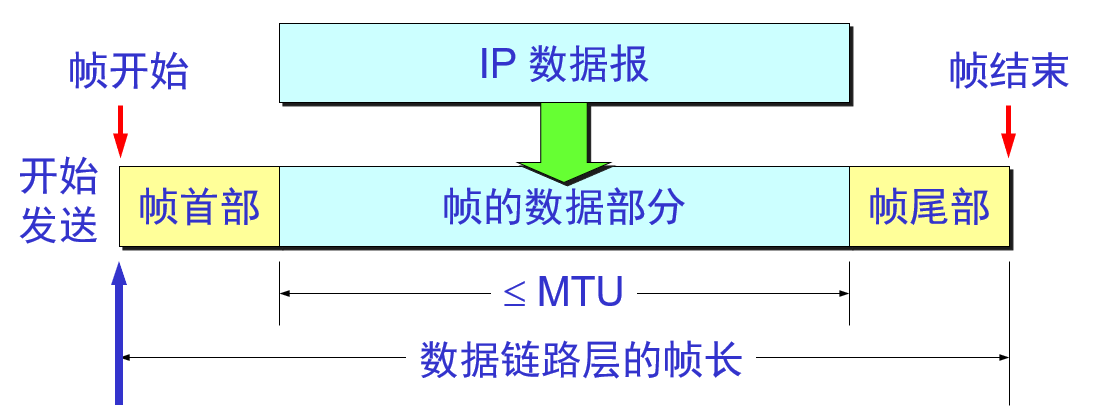 IP 数据报
帧开始
帧结束
开始
发送
帧首部
帧的数据部分
帧尾部
≤ MTU
数据链路层的帧长